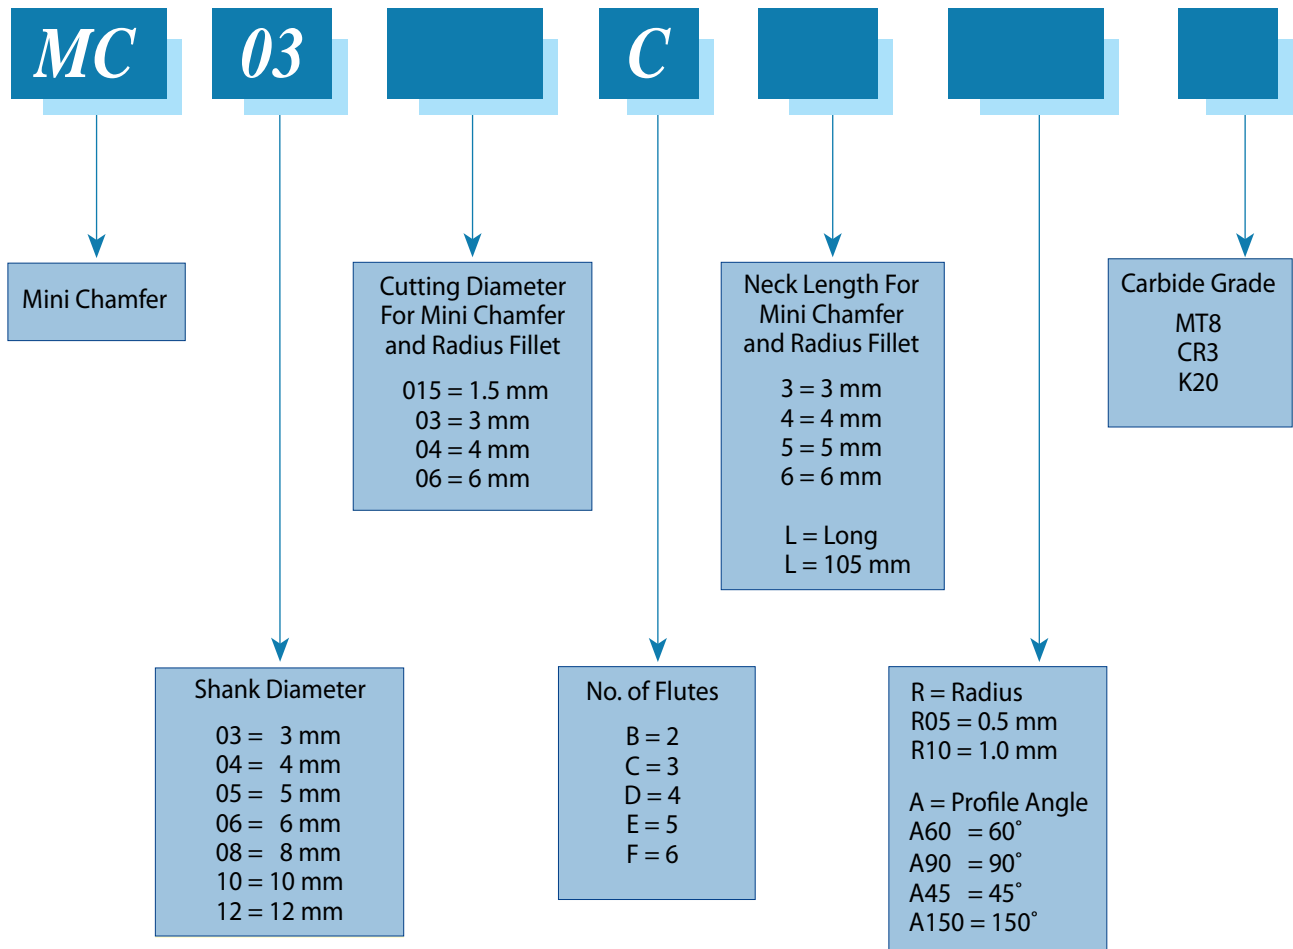 MC
03
C
Mini Chamfer
Cutting Diameter
For Mini Chamfer
and Radius Fillet
015 = 1.5 mm
03 = 3 mm
04 = 4 mm
06 = 6 mm
Neck Length For
Mini Chamfer
and Radius Fillet
3 = 3 mm
4 = 4 mm
5 = 5 mm
6 = 6 mm
L = Long
L = 105 mm
Carbide Grade
MT8
CR3
K20
Shank Diameter
03 = 3 mm
04 = 4 mm
05 = 5 mm
06 = 6 mm
08 = 8 mm
10 = 10 mm
12 = 12 mm
No. of Flutes
B = 2
C = 3
D = 4
E = 5
F = 6
R = Radius
R05 = 0.5 mm
R10 = 1.0 mm
A = Profile Angle
A60 = 60°
A90 = 90°
A45 = 45°
A150 = 150°